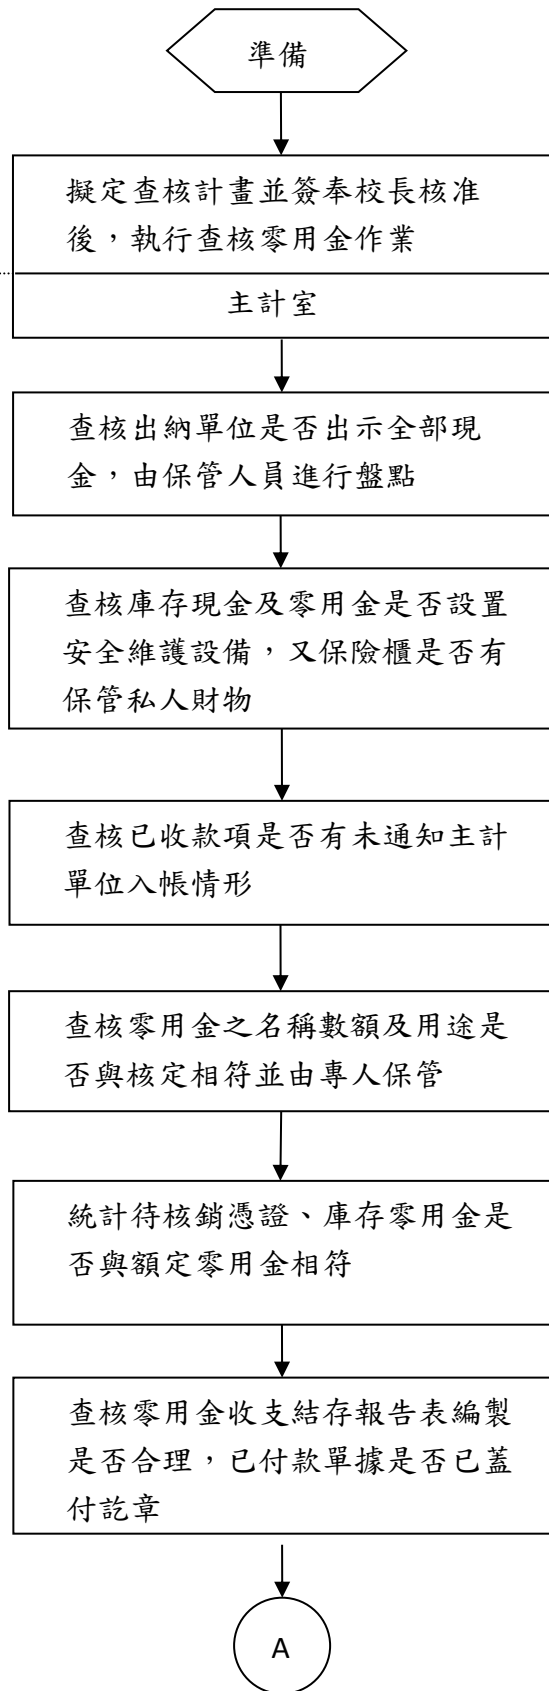 準備
擬定查核計畫並簽奉校長核准
後，執行查核零用金作業
主計室
查核出納單位是否出示全部現
金，由保管人員進行盤點
查核庫存現金及零用金是否設置
安全維護設備，又保險櫃是否有
保管私人財物
查核已收款項是否有未通知主計
單位入帳情形
查核零用金之名稱數額及用途是
否與核定相符並由專人保管
統計待核銷憑證、庫存零用金是
否與額定零用金相符
查核零用金收支結存報告表編製
是否合理，已付款單據是否已蓋
付訖章
A